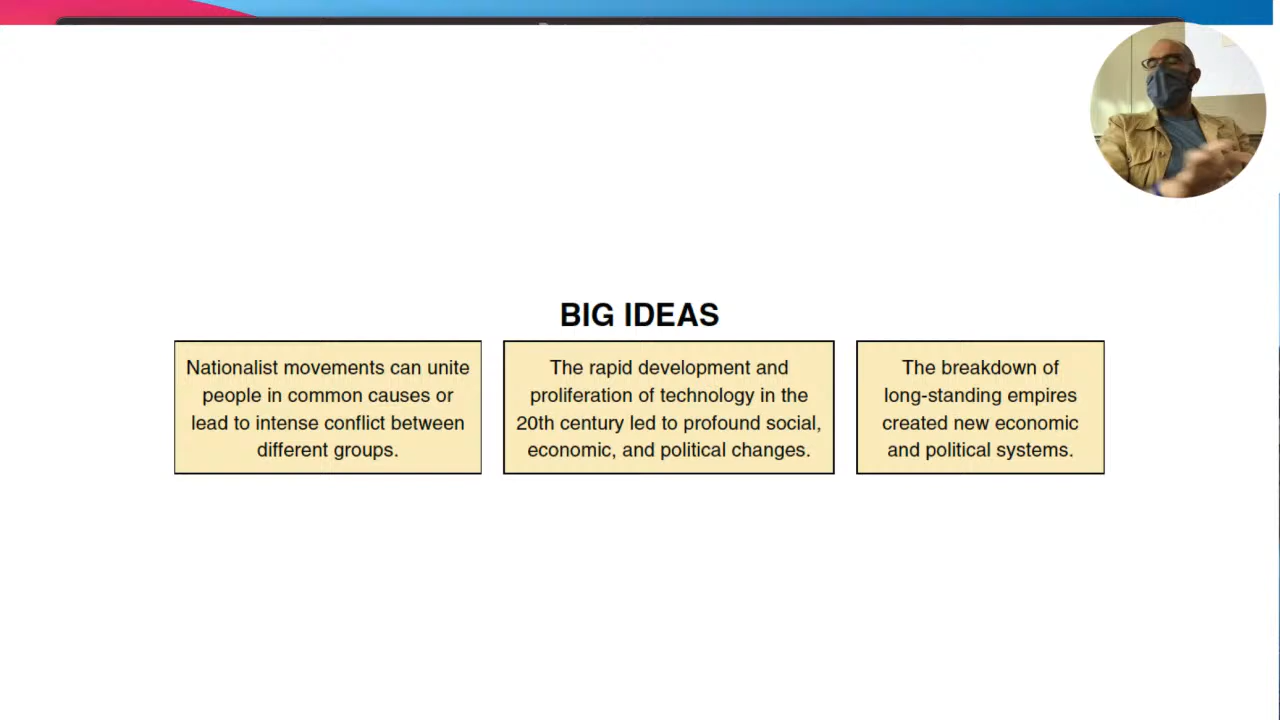 BIG IDEAS
Nationalist movements can unite
people in common causes or
lead to intense conflict between
different groups.
The rapid development and
proliferation of technology in the
20th century led to profound social,
economic, and political changes.
The breakdown of
long-standing empires
created new economic
and political systems.